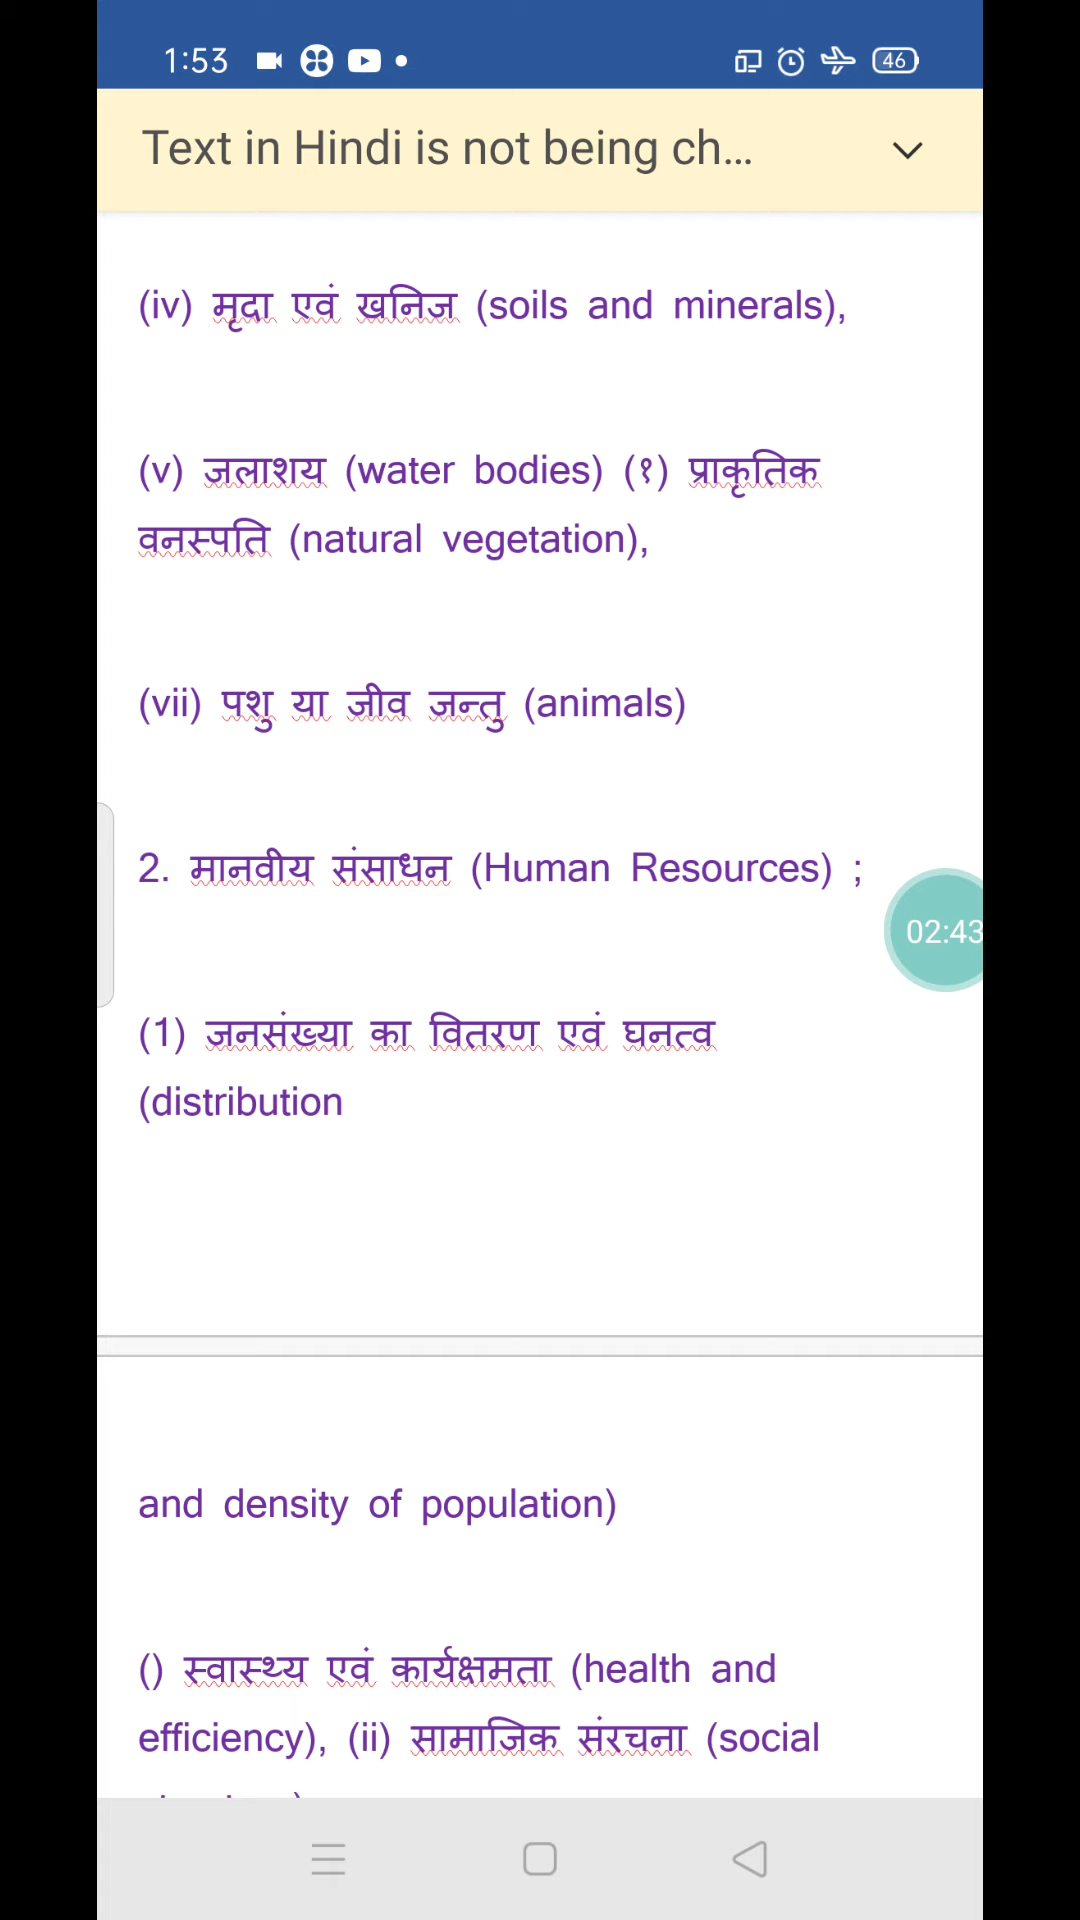 1:53
46
Text in Hindi is not being ch...
(iv) मृदा एवं खनिज (soils and minerals),
(v) जलाशय (water bodies) (१) प्राकृतिक
वनस्पति (natural vegetation),
(vii) पशु या जीव जन्तु (animals)
2. मानवीय संसाधन (Human Resources) ;
02:43
(1) जनसंख्या का वितरण एवं घनत्व
(distribution
and density of population)
() स्वास्थ्य एवं कार्यक्षमता (health and
efficiency), (ii) सामाजिक संरचना (social